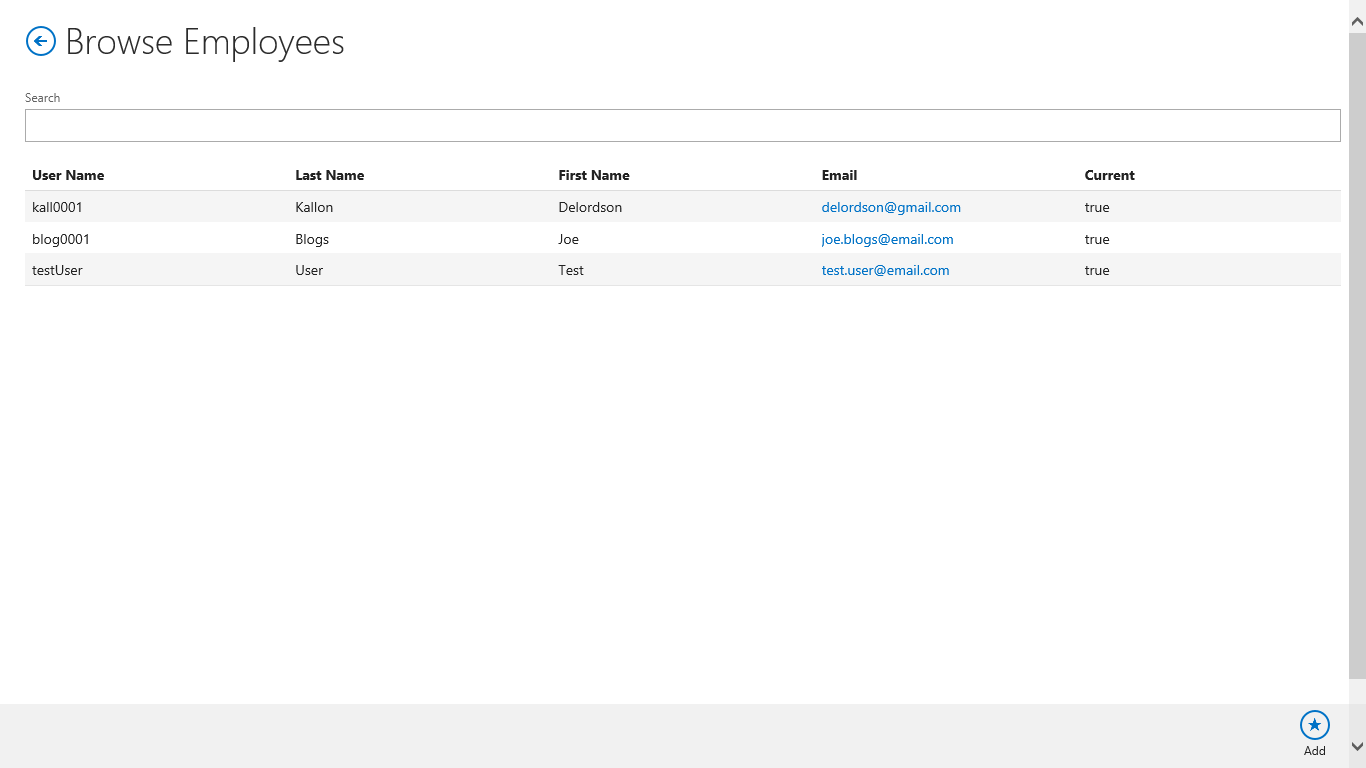 Browse Employees
Search
User Name Last Name First Name Email Current
kall0001 Kallon Delordson delordson@gmail.com true
blog0001 Blogs Joe joe.blogs@email.com true
testUser User Test test.user@email.com true
Add